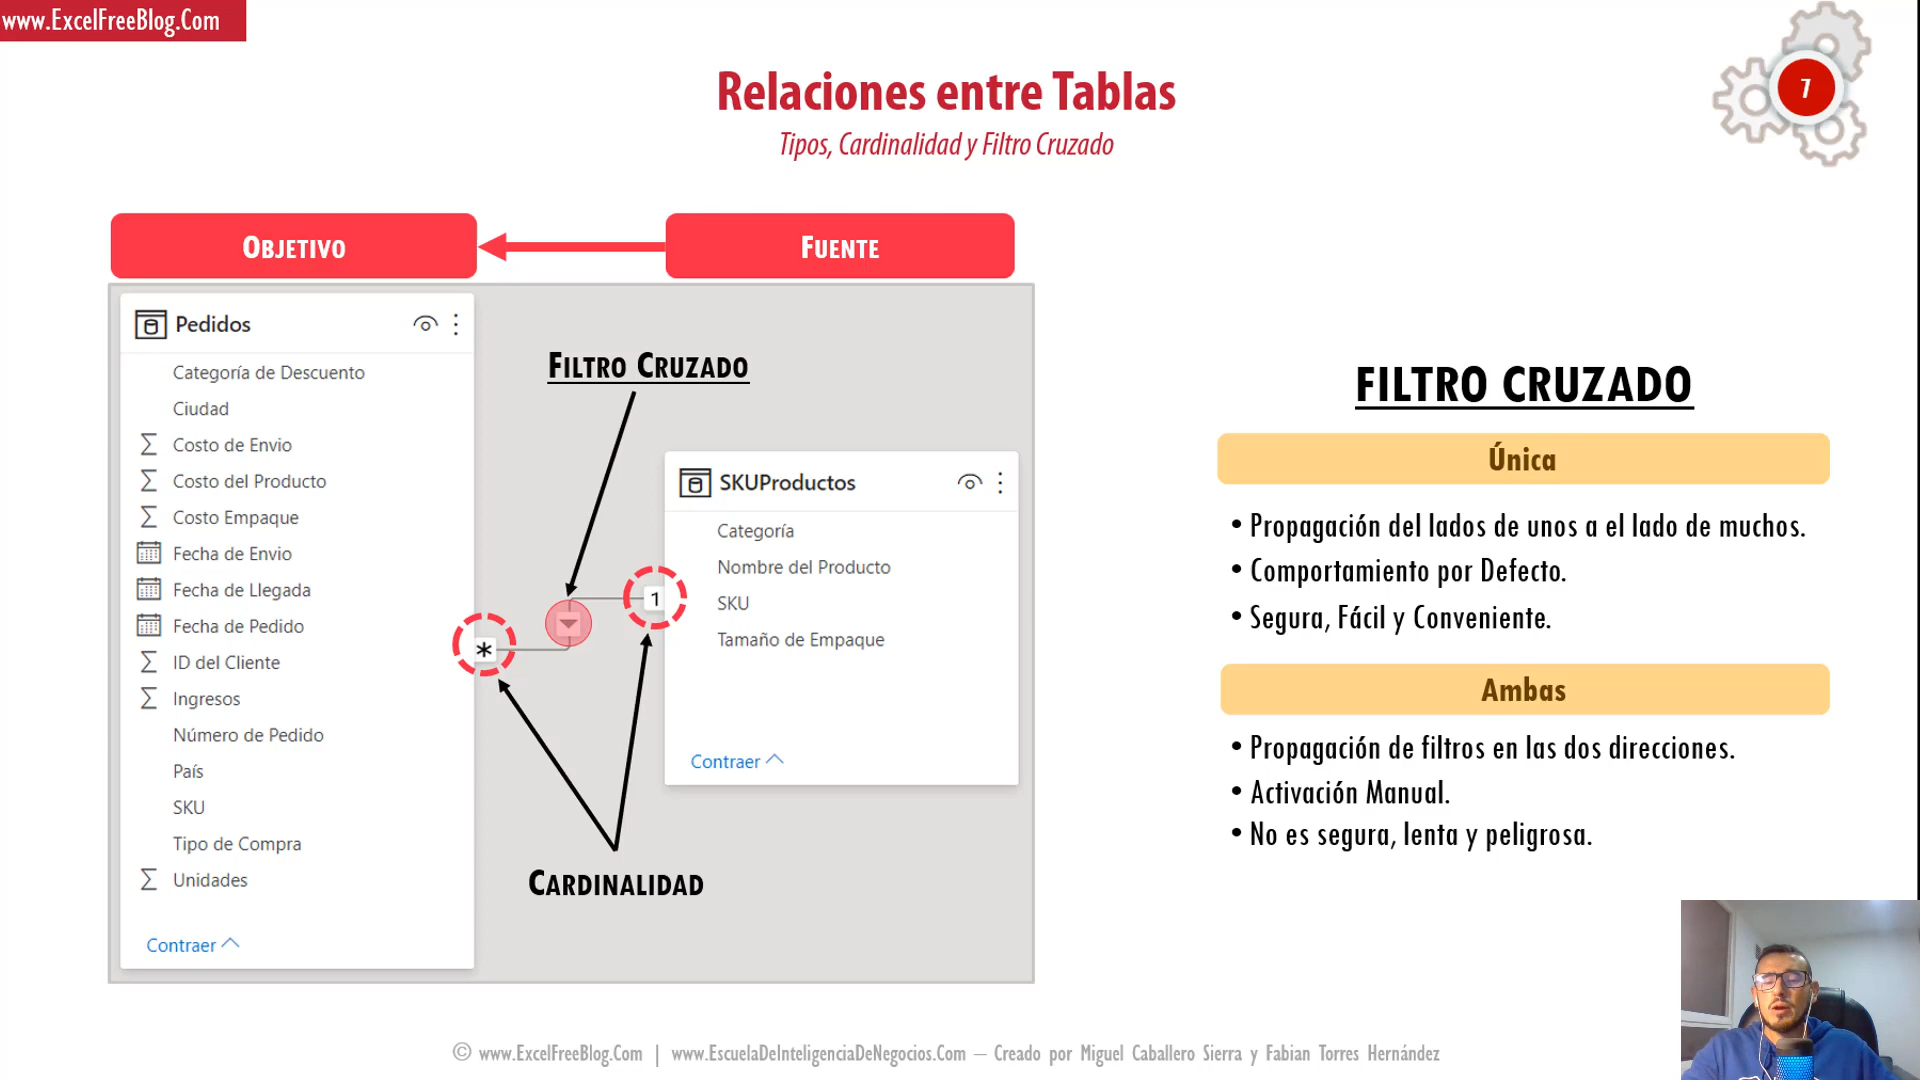 www.ExcelFreeBlog.Com
Relaciones entre Tablas
7
Tipos, Cardinalidad y Filtro Cruzado
OBJETIVO
FUENTE
Pedidos
Categoría de Descuento
Ciudad
Costo de Envio
Costo del Producto
Costo Empaque
Fecha de Envio
Fecha de Llegada
Fecha de Pedido
ID del Cliente
Ingresos
Número de Pedido
País
SKU
Tipo de Compra
Unidades
Contraer
FILTRO CRUZADO
*
1
SKUProductos
Categoría
Nombre del Producto
SKU
Tamaño de Empaque
Contraer
CARDINALIDAD
FILTRO CRUZADO
Única
• Propagación del lados de unos a el lado de muchos.
• Comportamiento por Defecto.
• Segura, Fácil y Conveniente.
Ambas
• Propagación de filtros en las dos direcciones.
• Activación Manual.
• No es segura, lenta y peligrosa.
© www.ExcelFreeBlog.Com | www.EscuelaDeInteligenciaDeNegocios.Com — Creado por Miguel Caballero Sierra y Fabian Torres Hernández